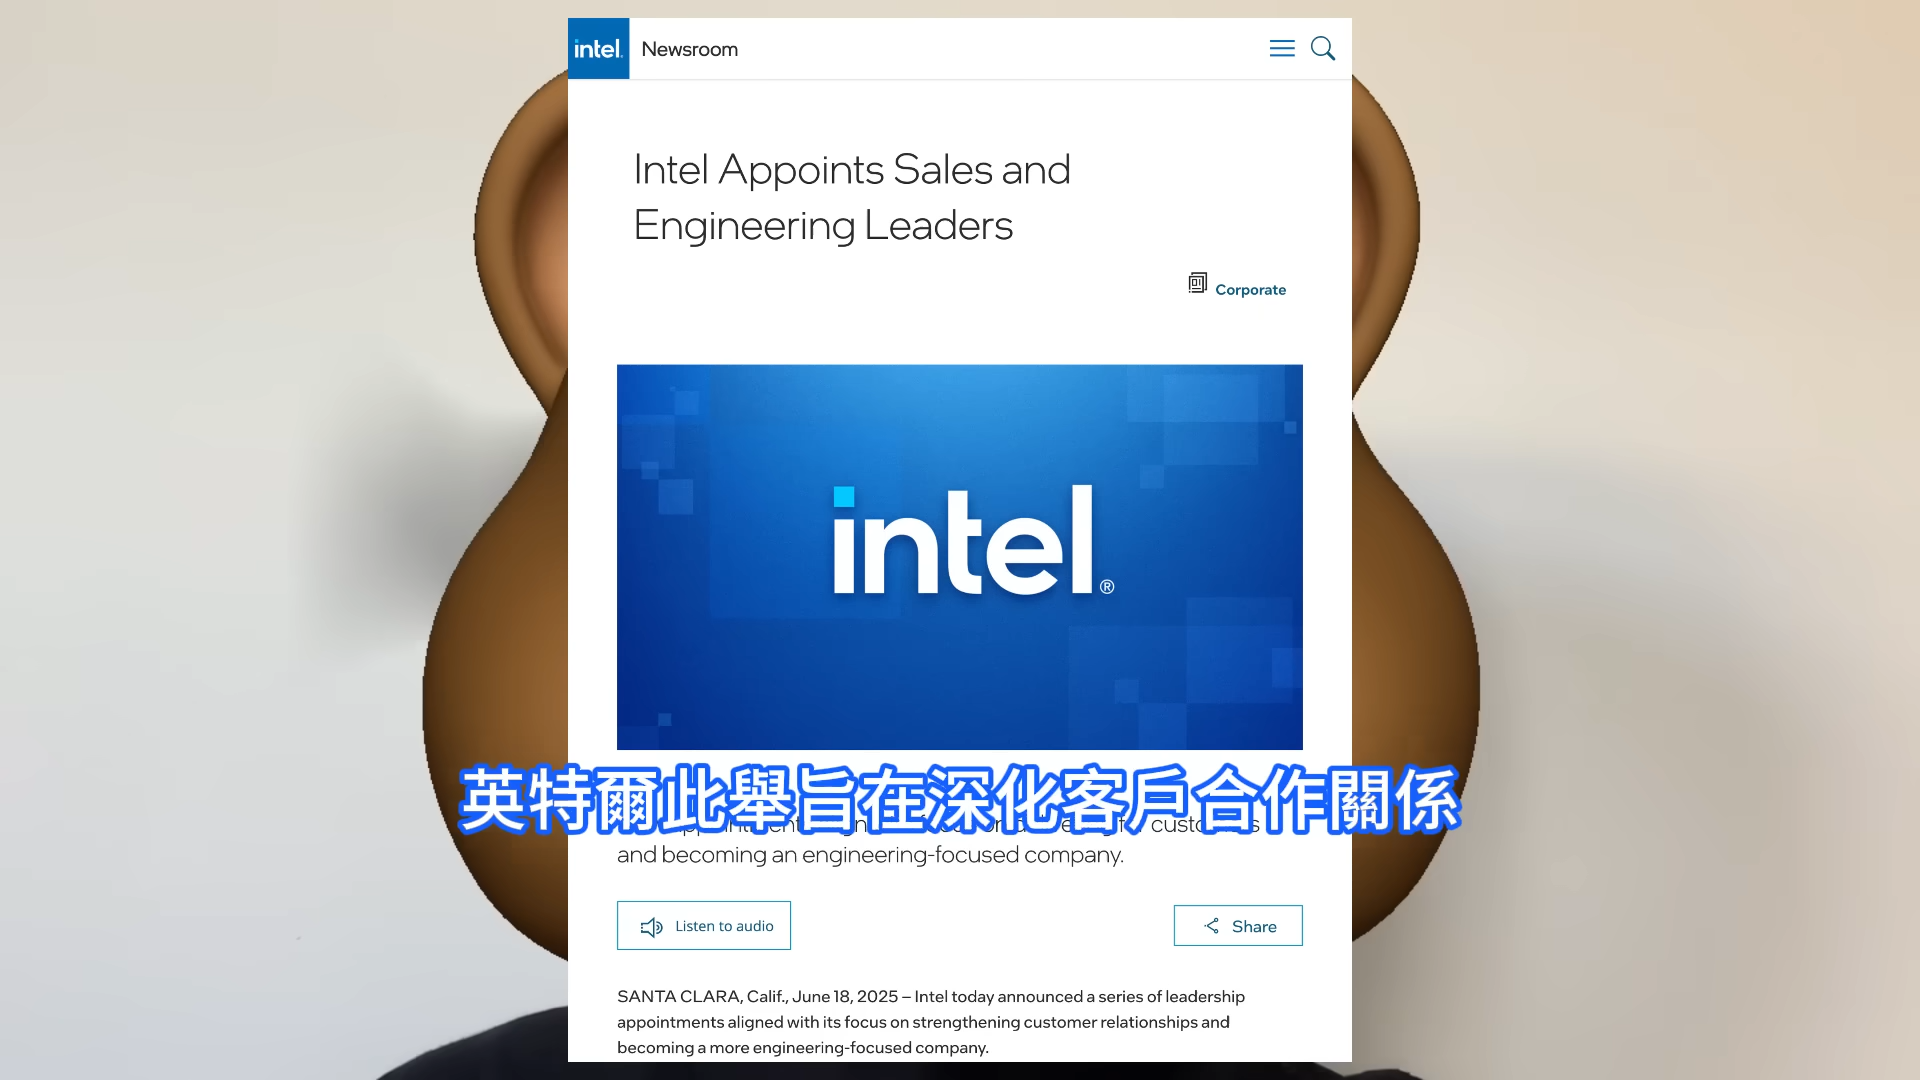 intel.
Newsroom
Intel Appoints Sales and
Engineering Leaders
Corporate
intel®
英特爾此舉旨在深化客戶合作關係
customers
and becoming an engineering-focused company.
Listen to audio
Share
SANTA CLARA, Calif., June 18, 2025 – Intel today announced a series of leadership
appointments aligned with its focus on strengthening customer relationships and
becoming a more engineering-focused company.